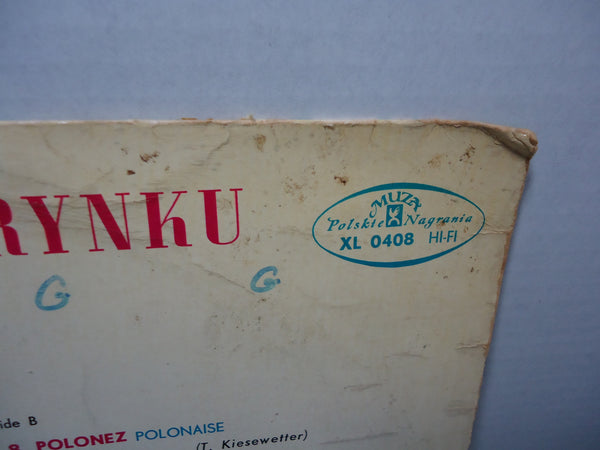 RYNKU
MUZA
Polskie Nagrania
XL 0408 HI-FI
G G
ide B
8. POLONEZ POLONAISE
(T. Kiesewetter)